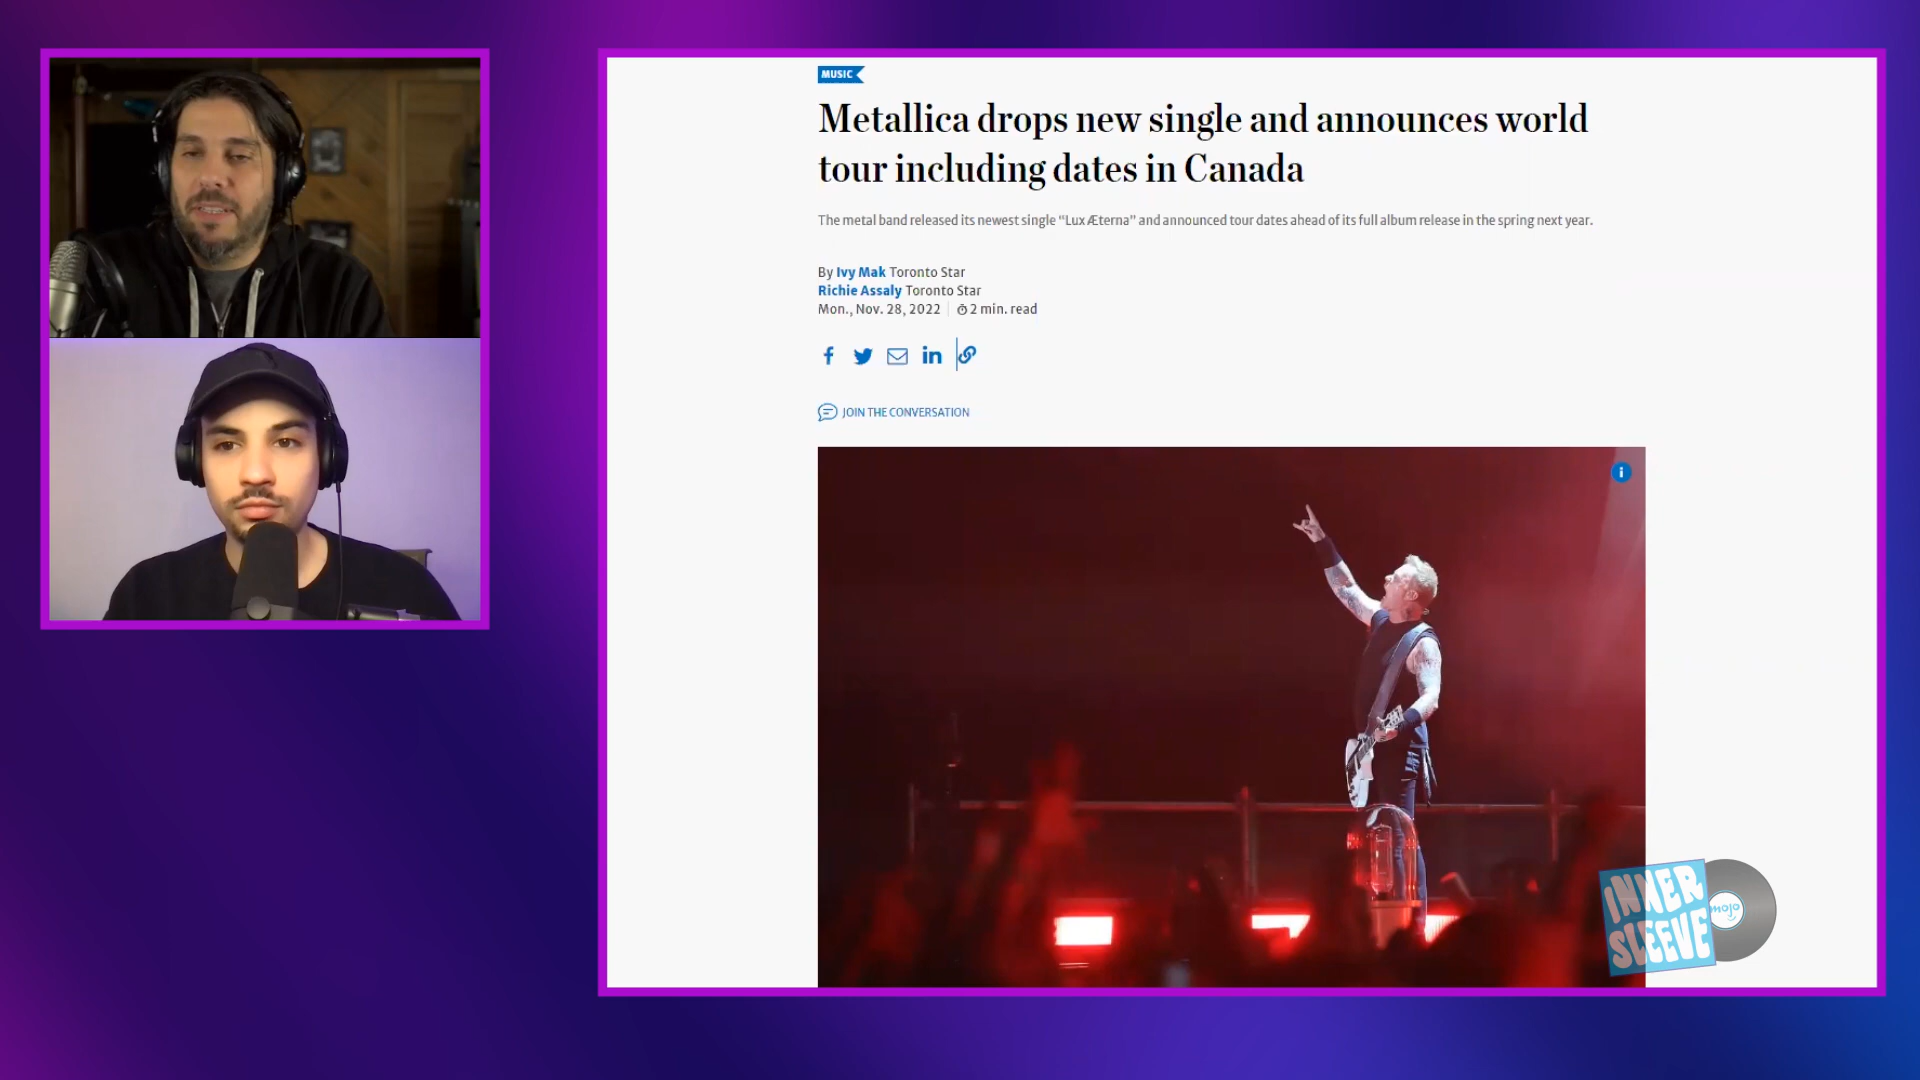 MUSIC
Metallica drops new single and announces world
tour including dates in Canada
The metal band released its newest single “Lux Æterna” and announced tour dates ahead of its full album release in the spring next year.
By Ivy Mak Toronto Star
Richie Assaly Toronto Star
Mon., Nov. 28, 2022 2 min. read
JOIN THE CONVERSATION
INNER
SLEEVE
mojo